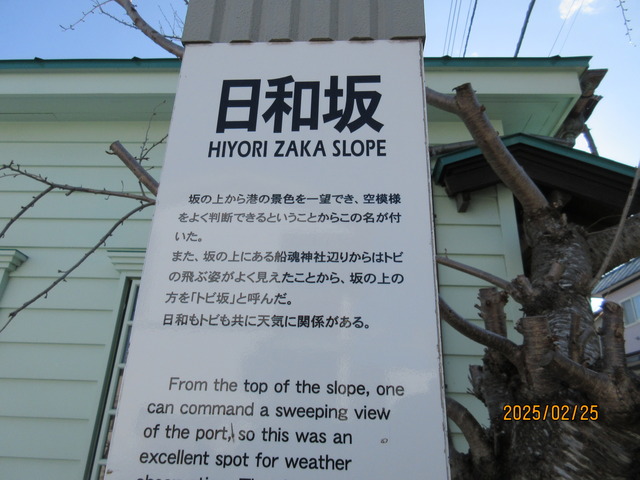 日和坂
HIYORI ZAKA SLOPE
坂の上から港の景色を一望でき、空模様
をよく判断できるということからこの名が付
いた。
また、坂の上にある船魂神社辺りからはトビ
の飛ぶ姿がよく見えたことから、坂の上の
方を「トビ坂」と呼んだ。
日和もトビも共に天気に関係がある。
From the top of the slope, one
can command a sweeping view
of the port, so this was an
excellent spot for weather
2025/02/25